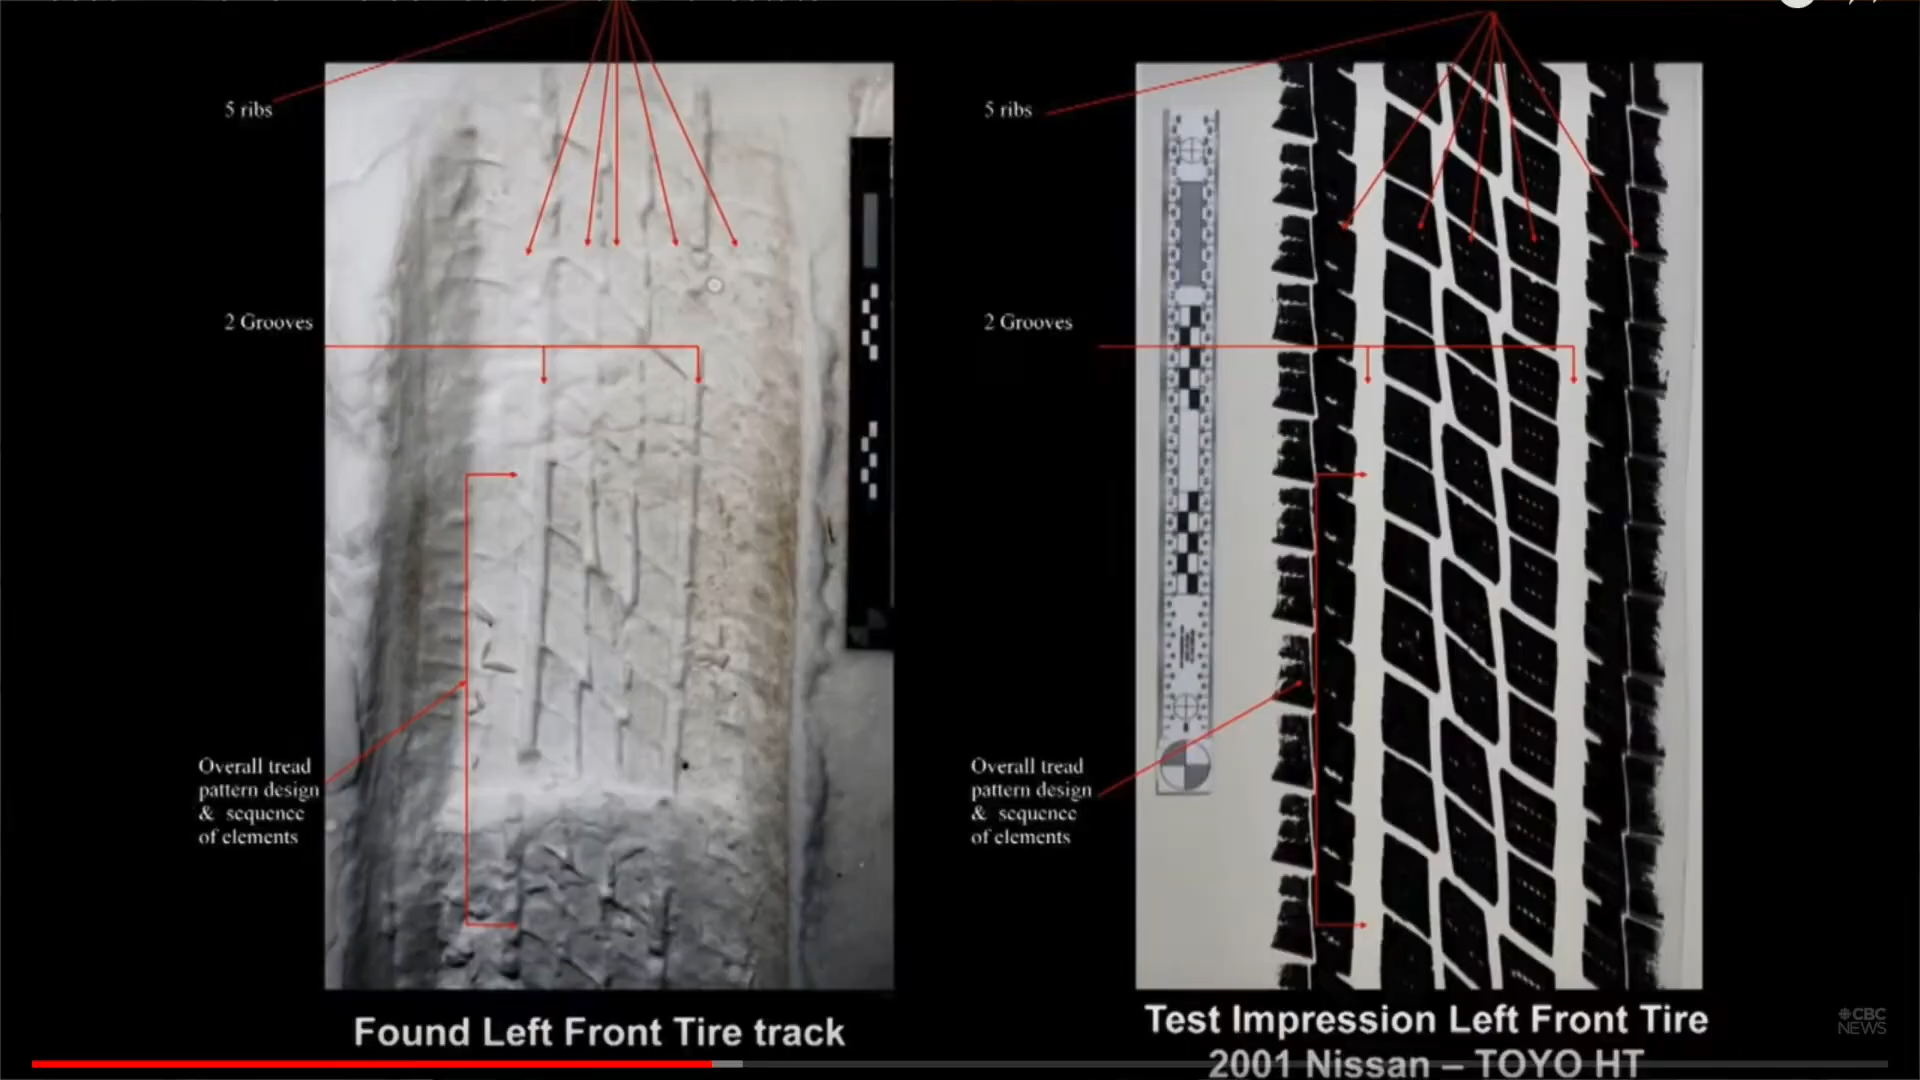 5 ribs
2 Grooves
Overall tread
pattern design
& sequence
of elements
Found Left Front Tire track
5 ribs
2 Grooves
Overall tread
pattern design
& sequence
of elements
Test Impression Left Front Tire
2001 Nissan – TOYO HT
CBC
NEWS